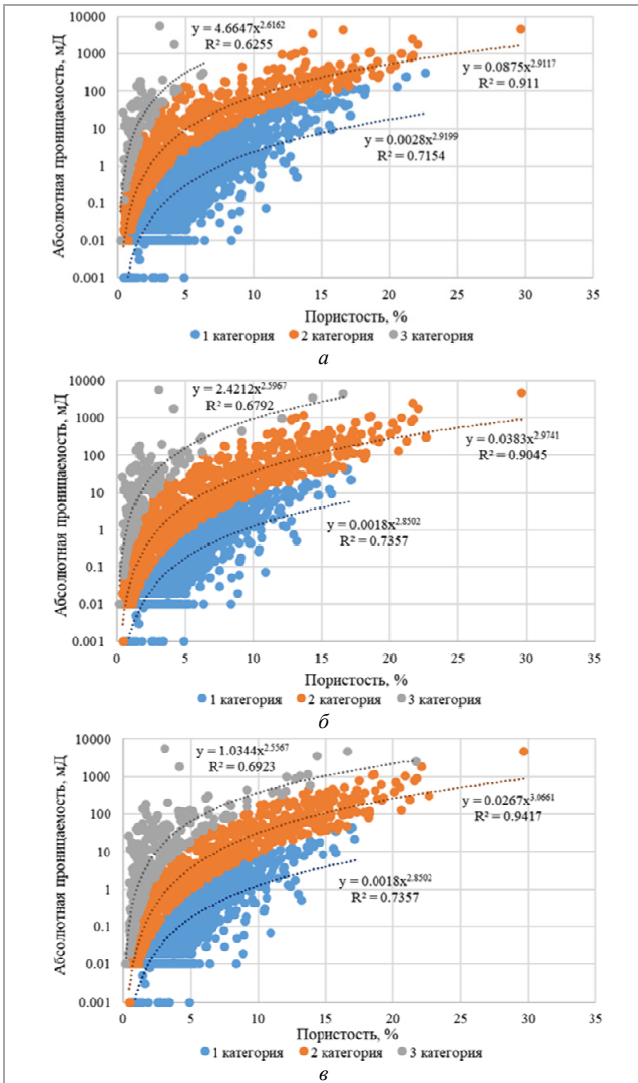 Абсолютная проницаемость, мД
10000
1000
100
10
1
0.1
0.01
0.001
y = 4.6647x^2.6162
R² = 0.6255
y = 0.0875x^2.9117
R² = 0.911
y = 0.0028x^2.9199
R² = 0.7154
0 5 10 15 20 25 30 35
Пористость, %
1 категория 2 категория 3 категория
а
Абсолютная проницаемость, мД
10000
1000
100
10
1
0.1
0.01
0.001
y = 2.4212x^2.5967
R² = 0.6792
y = 0.0383x^2.9741
R² = 0.9045
y = 0.0018x^2.8502
R² = 0.7357
0 5 10 15 20 25 30 35
Пористость, %
1 категория 2 категория 3 категория
б
Абсолютная проницаемость, мД
10000
1000
100
10
1
0.1
0.01
0.001
y = 1.0344x^2.5567
R² = 0.6923
y = 0.0267x^3.0661
R² = 0.9417
y = 0.0018x^2.8502
R² = 0.7357
0 5 10 15 20 25 30 35
Пористость, %
1 категория 2 категория 3 категория
в